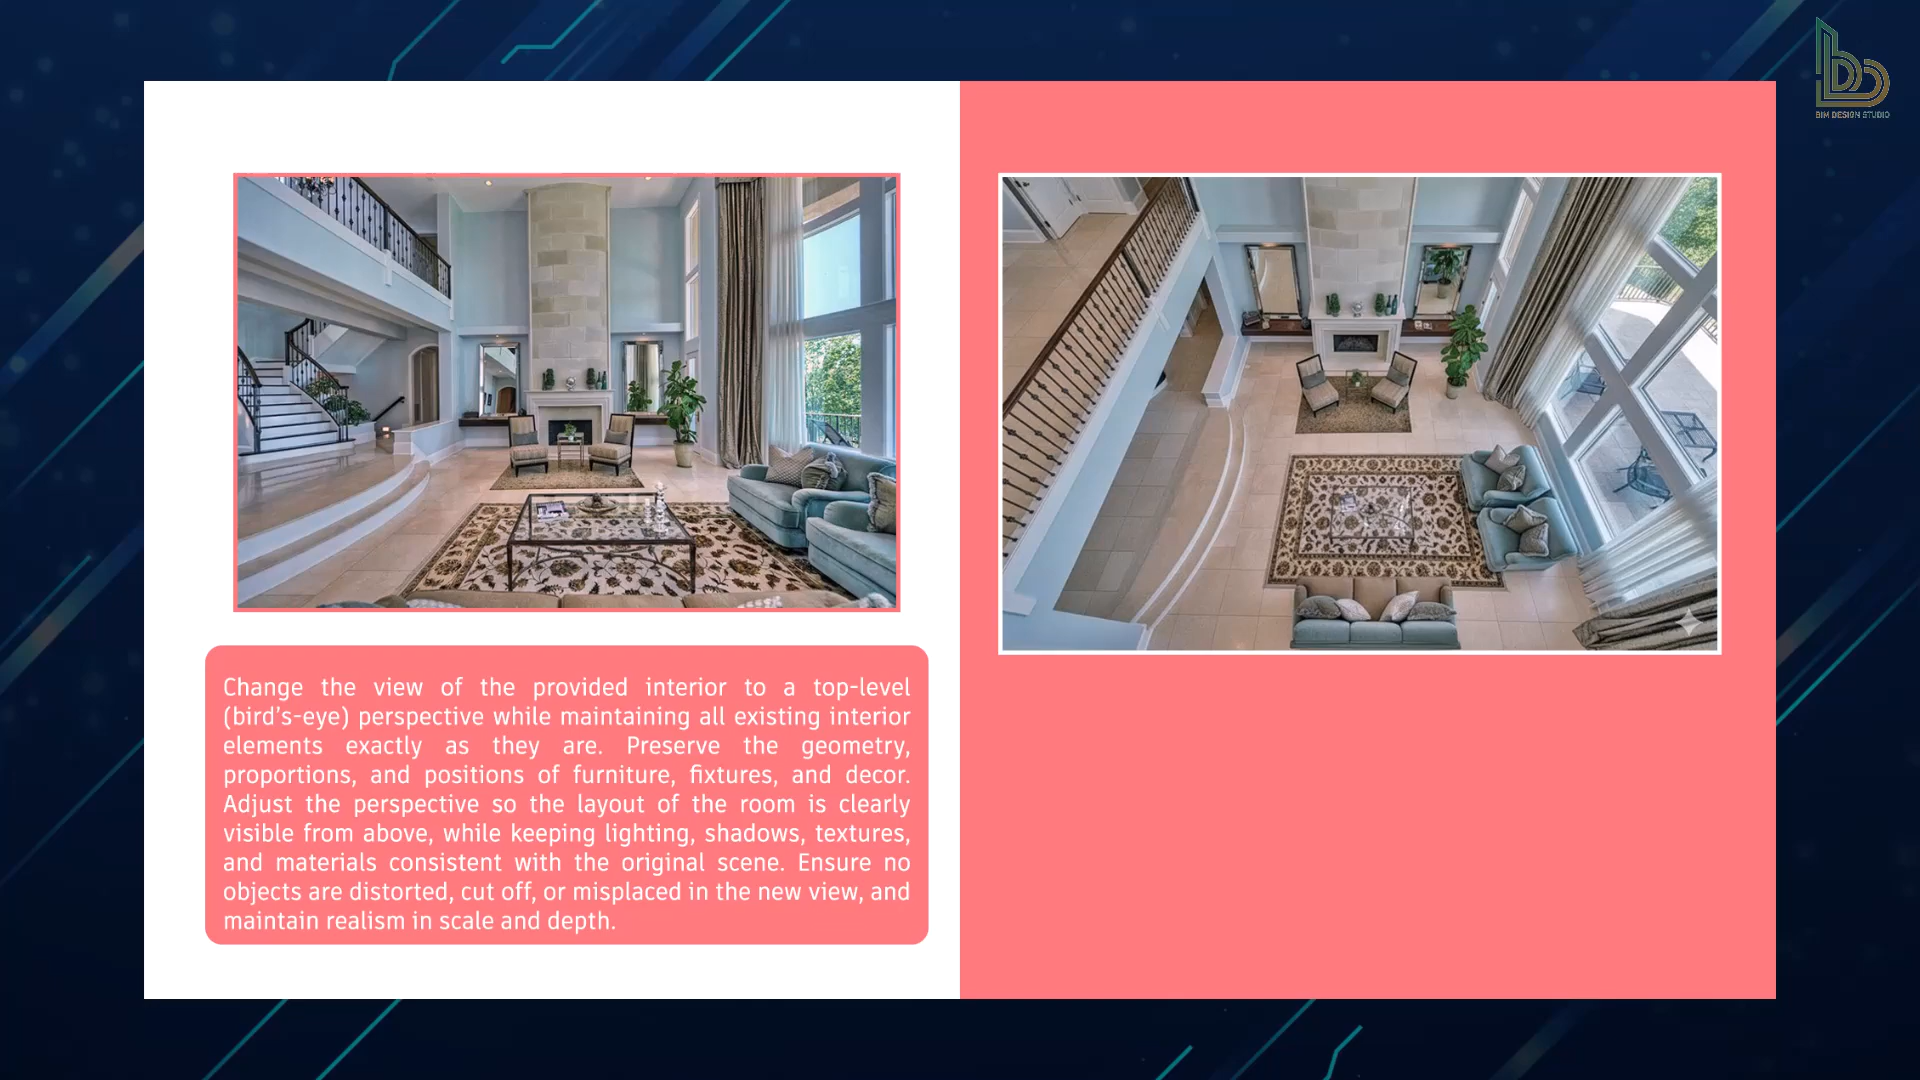 BIM DESIGN STUDIO
Change the view of the provided interior to a top-level
(bird's-eye) perspective while maintaining all existing interior
elements exactly as they are. Preserve the geometry,
proportions, and positions of furniture, fixtures, and decor.
Adjust the perspective so the layout of the room is clearly
visible from above, while keeping lighting, shadows, textures,
and materials consistent with the original scene. Ensure no
objects are distorted, cut off, or misplaced in the new view, and
maintain realism in scale and depth.